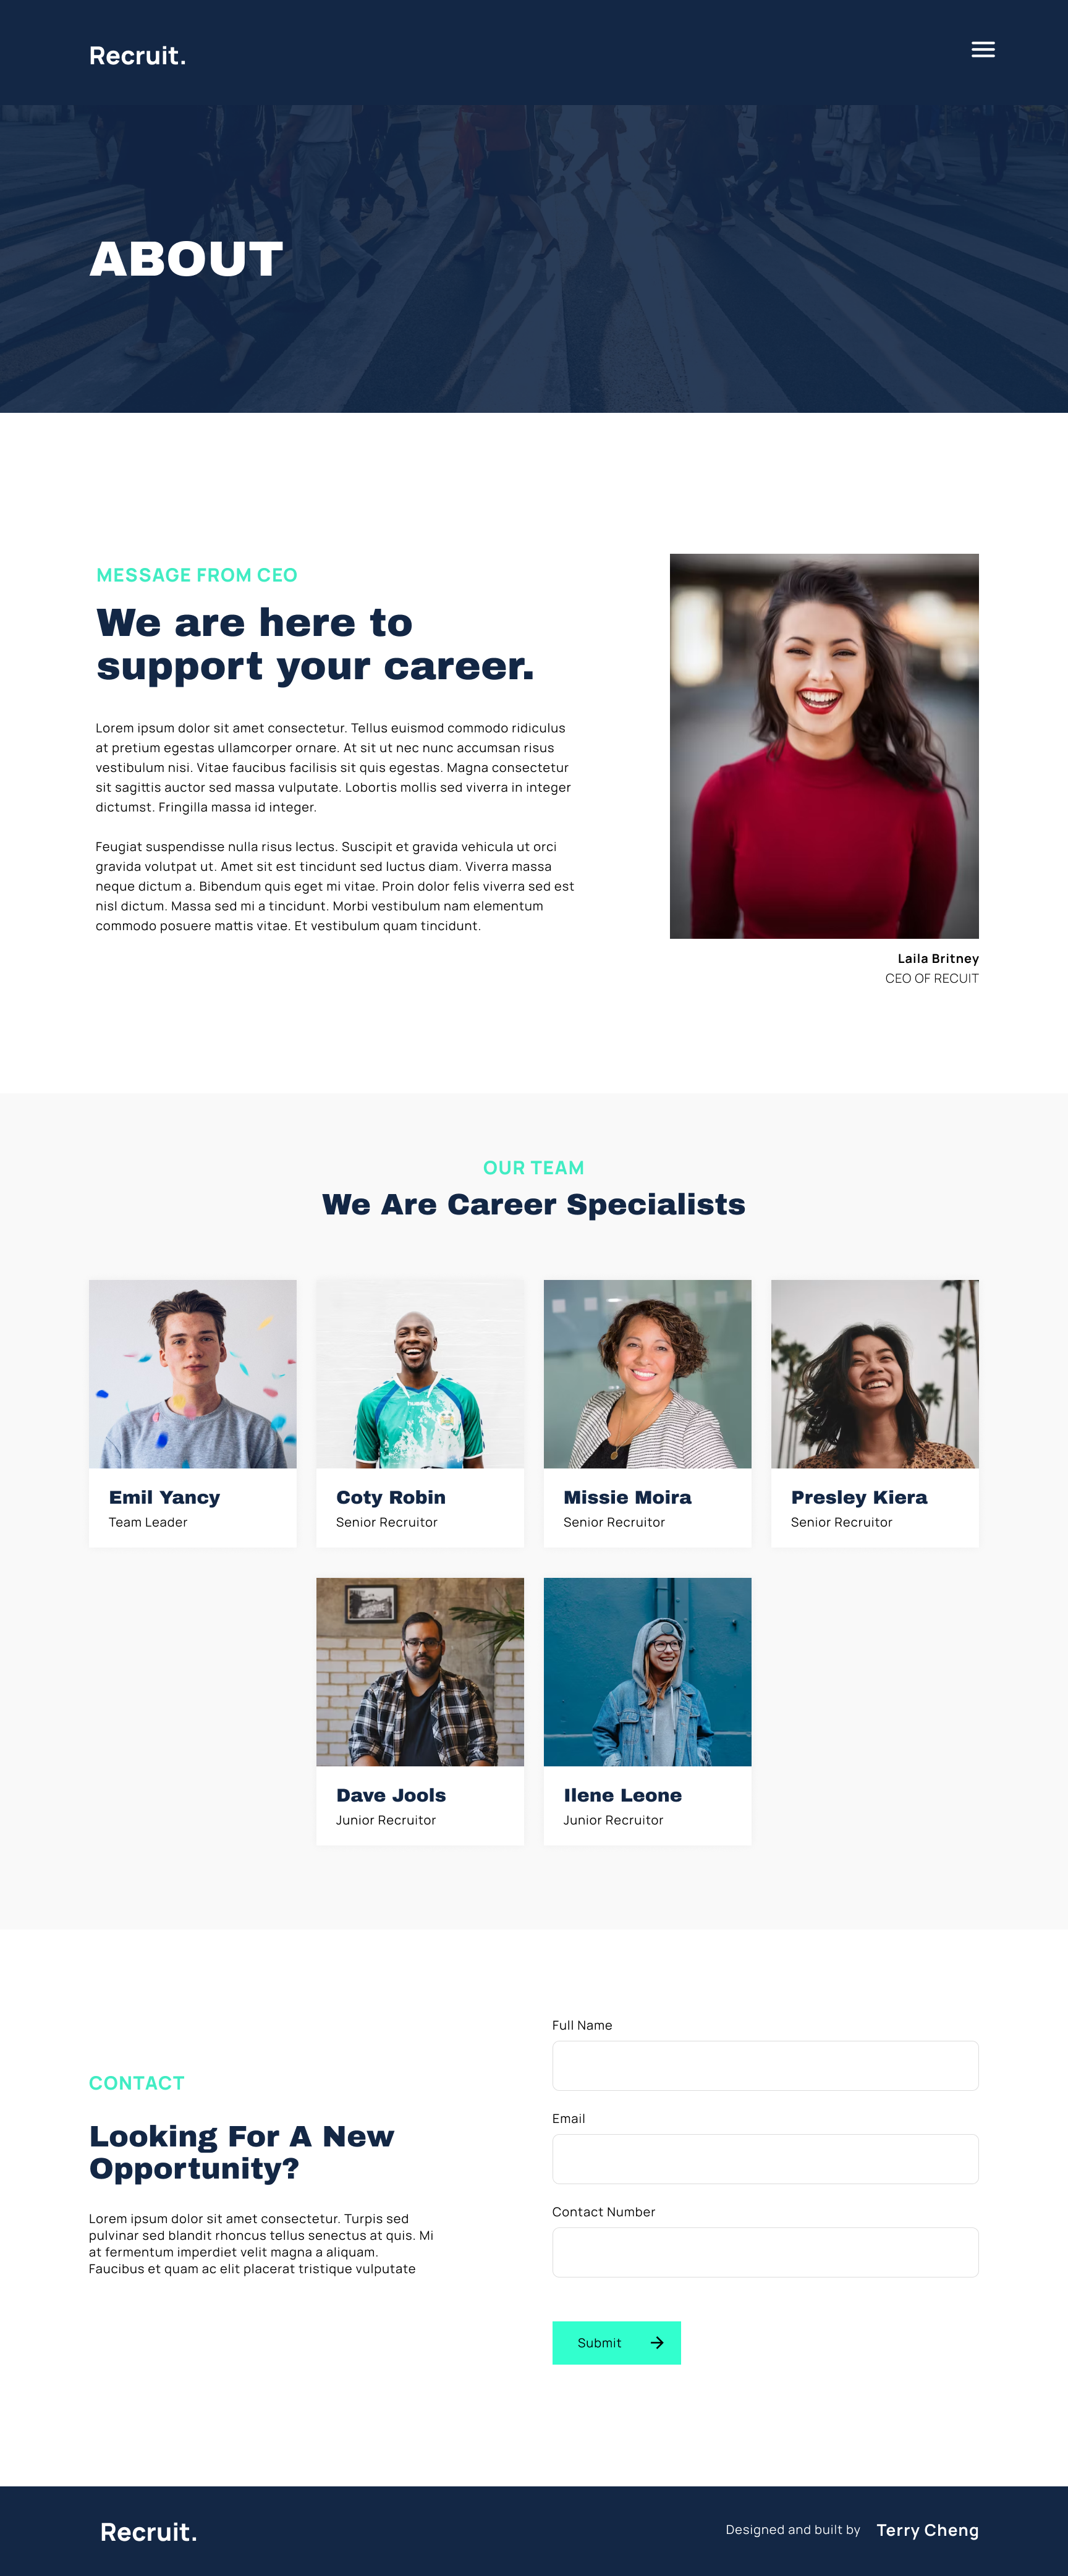 Recruit.
ABOUT
MESSAGE FROM CEO
We are here to
support your career.
Lorem ipsum dolor sit amet consectetur. Tellus euismod commodo ridiculus
at pretium egestas ullamcorper ornare. At sit ut nec nunc accumsan risus
vestibulum nisi. Vitae faucibus facilisis sit quis egestas. Magna consectetur
sit sagittis auctor sed massa vulputate. Lobortis mollis sed viverra in integer
dictumst. Fringilla massa id integer.
Feugiat suspendisse nulla risus lectus. Suscipit et gravida vehicula ut orci
gravida volutpat ut. Amet sit est tincidunt sed luctus diam. Viverra massa
neque dictum a. Bibendum quis eget mi vitae. Proin dolor felis viverra sed est
nisl dictum. Massa sed mi a tincidunt. Morbi vestibulum nam elementum
commodo posuere mattis vitae. Et vestibulum quam tincidunt.
Laila Britney
CEO OF RECUIT
OUR TEAM
We Are Career Specialists
Emil Yancy
Team Leader
Coty Robin
Senior Recruitor
Missie Moira
Senior Recruitor
Presley Kiera
Senior Recruitor
Dave Jools
Junior Recruitor
Ilene Leone
Junior Recruitor
CONTACT
Looking For A New
Opportunity?
Lorem ipsum dolor sit amet consectetur. Turpis sed
pulvinar sed blandit rhoncus tellus senectus at quis. Mi
at fermentum imperdiet velit magna a aliquam.
Faucibus et quam ac elit placerat tristique vulputate
Full Name
Email
Contact Number
Submit
Recruit.
Designed and built by Terry Cheng